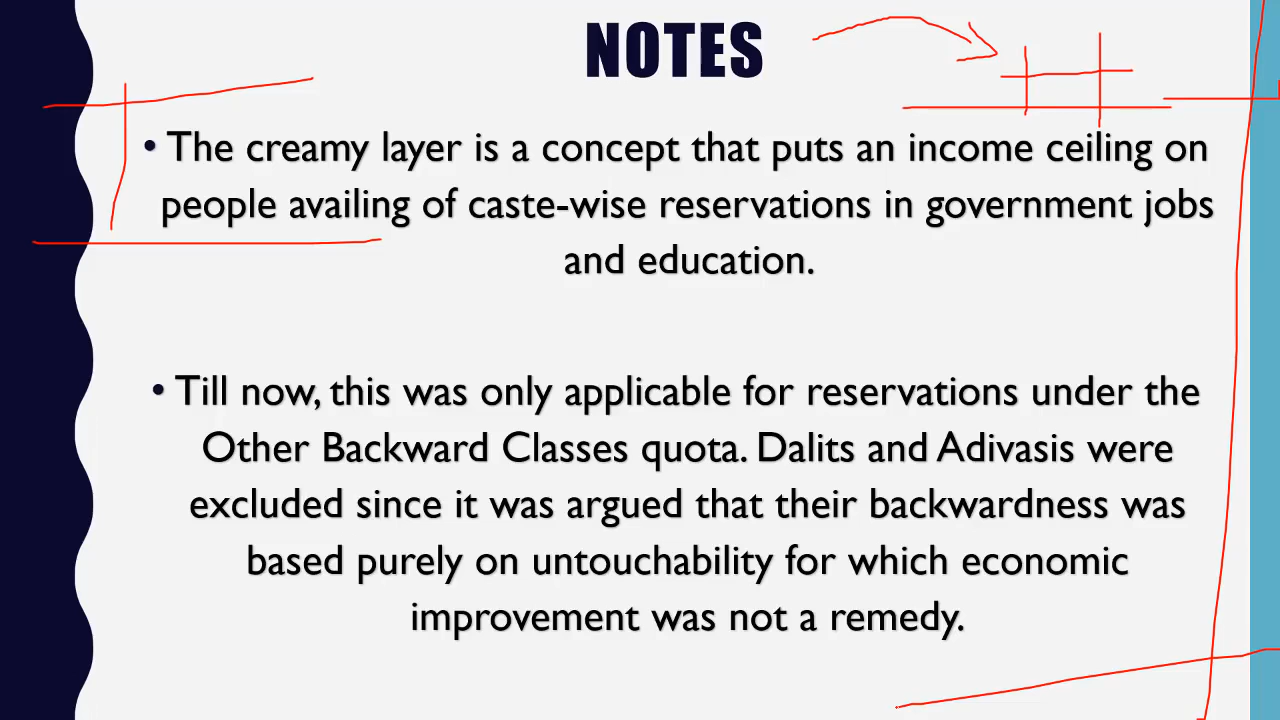 NOTES
• The creamy layer is a concept that puts an income ceiling on
people availing of caste-wise reservations in government jobs
and education.
• Till now, this was only applicable for reservations under the
Other Backward Classes quota. Dalits and Adivasis were
excluded since it was argued that their backwardness was
based purely on untouchability for which economic
improvement was not a remedy.